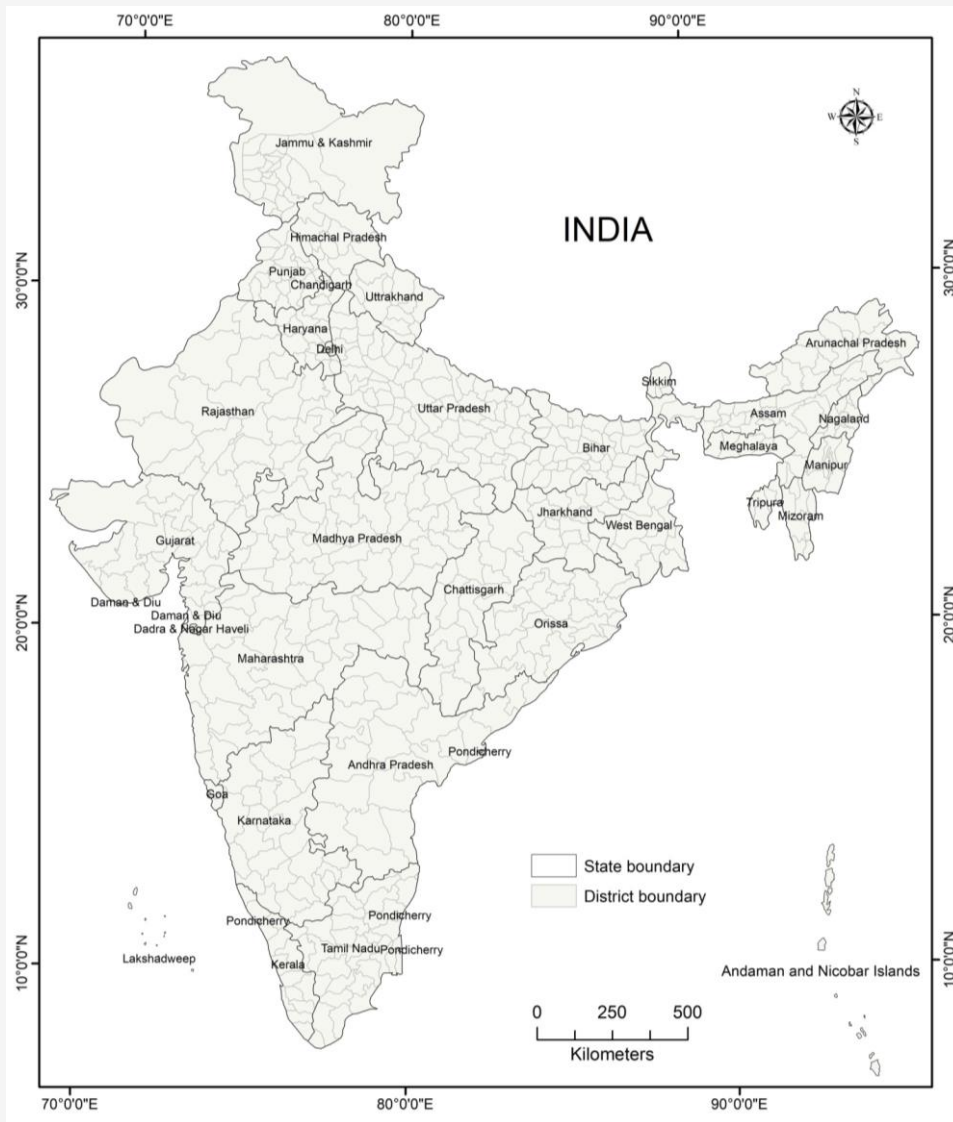 70°0'0"E 80°0'0"E 90°0'0"E
N
W E
S
Jammu & Kashmir
INDIA
Himachal Pradesh
Punjab
Chandigarh
30°0'0"N
30°0'0"N
Uttrakhand
Haryana
Delhi
Arunachal Pradesh
Sikkim
Rajasthan
Uttar Pradesh
Assam
Nagaland
Bihar
Meghalaya
Manipur
Tripura
Mizoram
Jharkhand
West Bengal
Gujarat
Madhya Pradesh
Chattisgarh
Daman & Diu
Daman & Diu
Dadra & Nagar Haveli
20°0'0"N
20°0'0"N
Orissa
Maharashtra
Pondicherry
Andhra Pradesh
Goa
Karnataka
State boundary
District boundary
Pondicherry
Pondicherry
Tamil Nadu
Pondicherry
Lakshadweep
Kerala
10°0'0"N
10°0'0"N
Andaman and Nicobar Islands
0 250 500
Kilometers
70°0'0"E 80°0'0"E 90°0'0"E